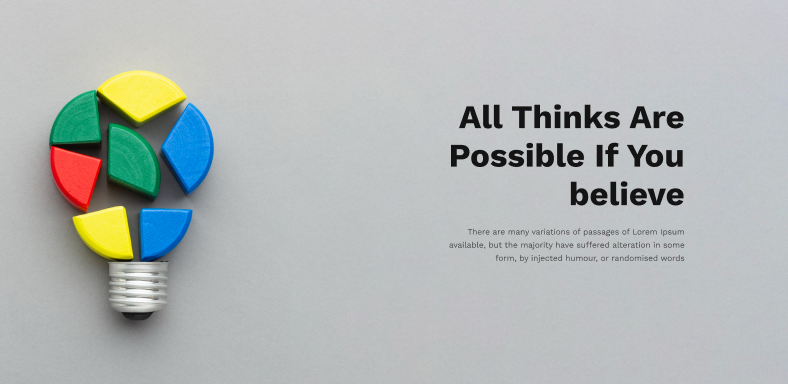 All Thinks Are
Possible If You
believe
There are many variations of passages of Lorem Ipsum
available, but the majority have suffered alteration in some
form, by injected humour, or randomised words